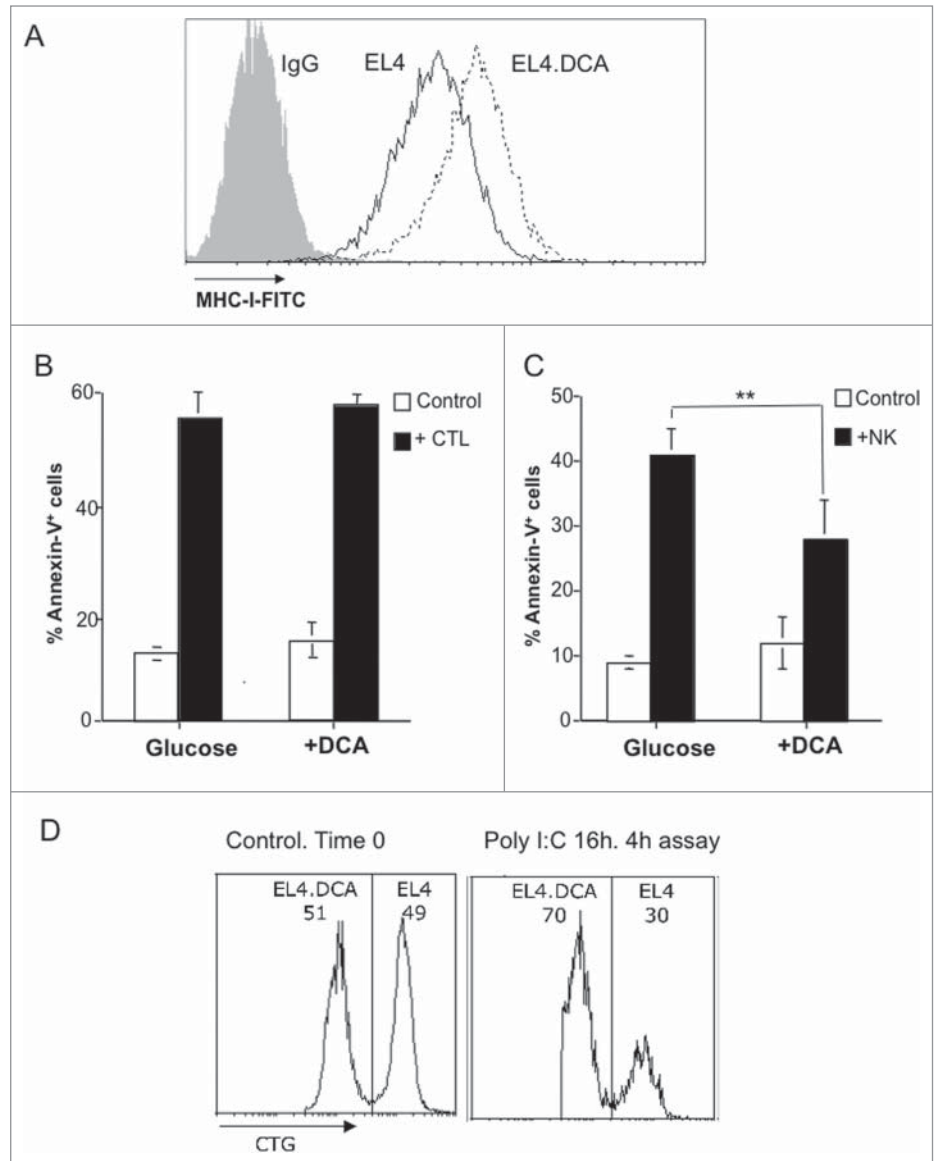 A
IgG
EL4
EL4.DCA
MHC-I-FITC
B
% Annexin-V⁺ cells
60
40
20
0
Control
+ CTL
Glucose
+DCA
C
% Annexin-V⁺ cells
50
40
30
20
10
0
**
Control
+NK
Glucose
+DCA
D
Control. Time 0
EL4.DCA
51
EL4
49
CTG
Poly I:C 16h. 4h assay
EL4.DCA
70
EL4
30